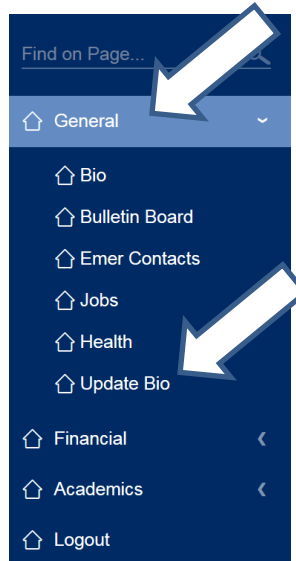 Find on Page...
General
Bio
Bulletin Board
Emer Contacts
Jobs
Health
Update Bio
Financial
Academics
Logout